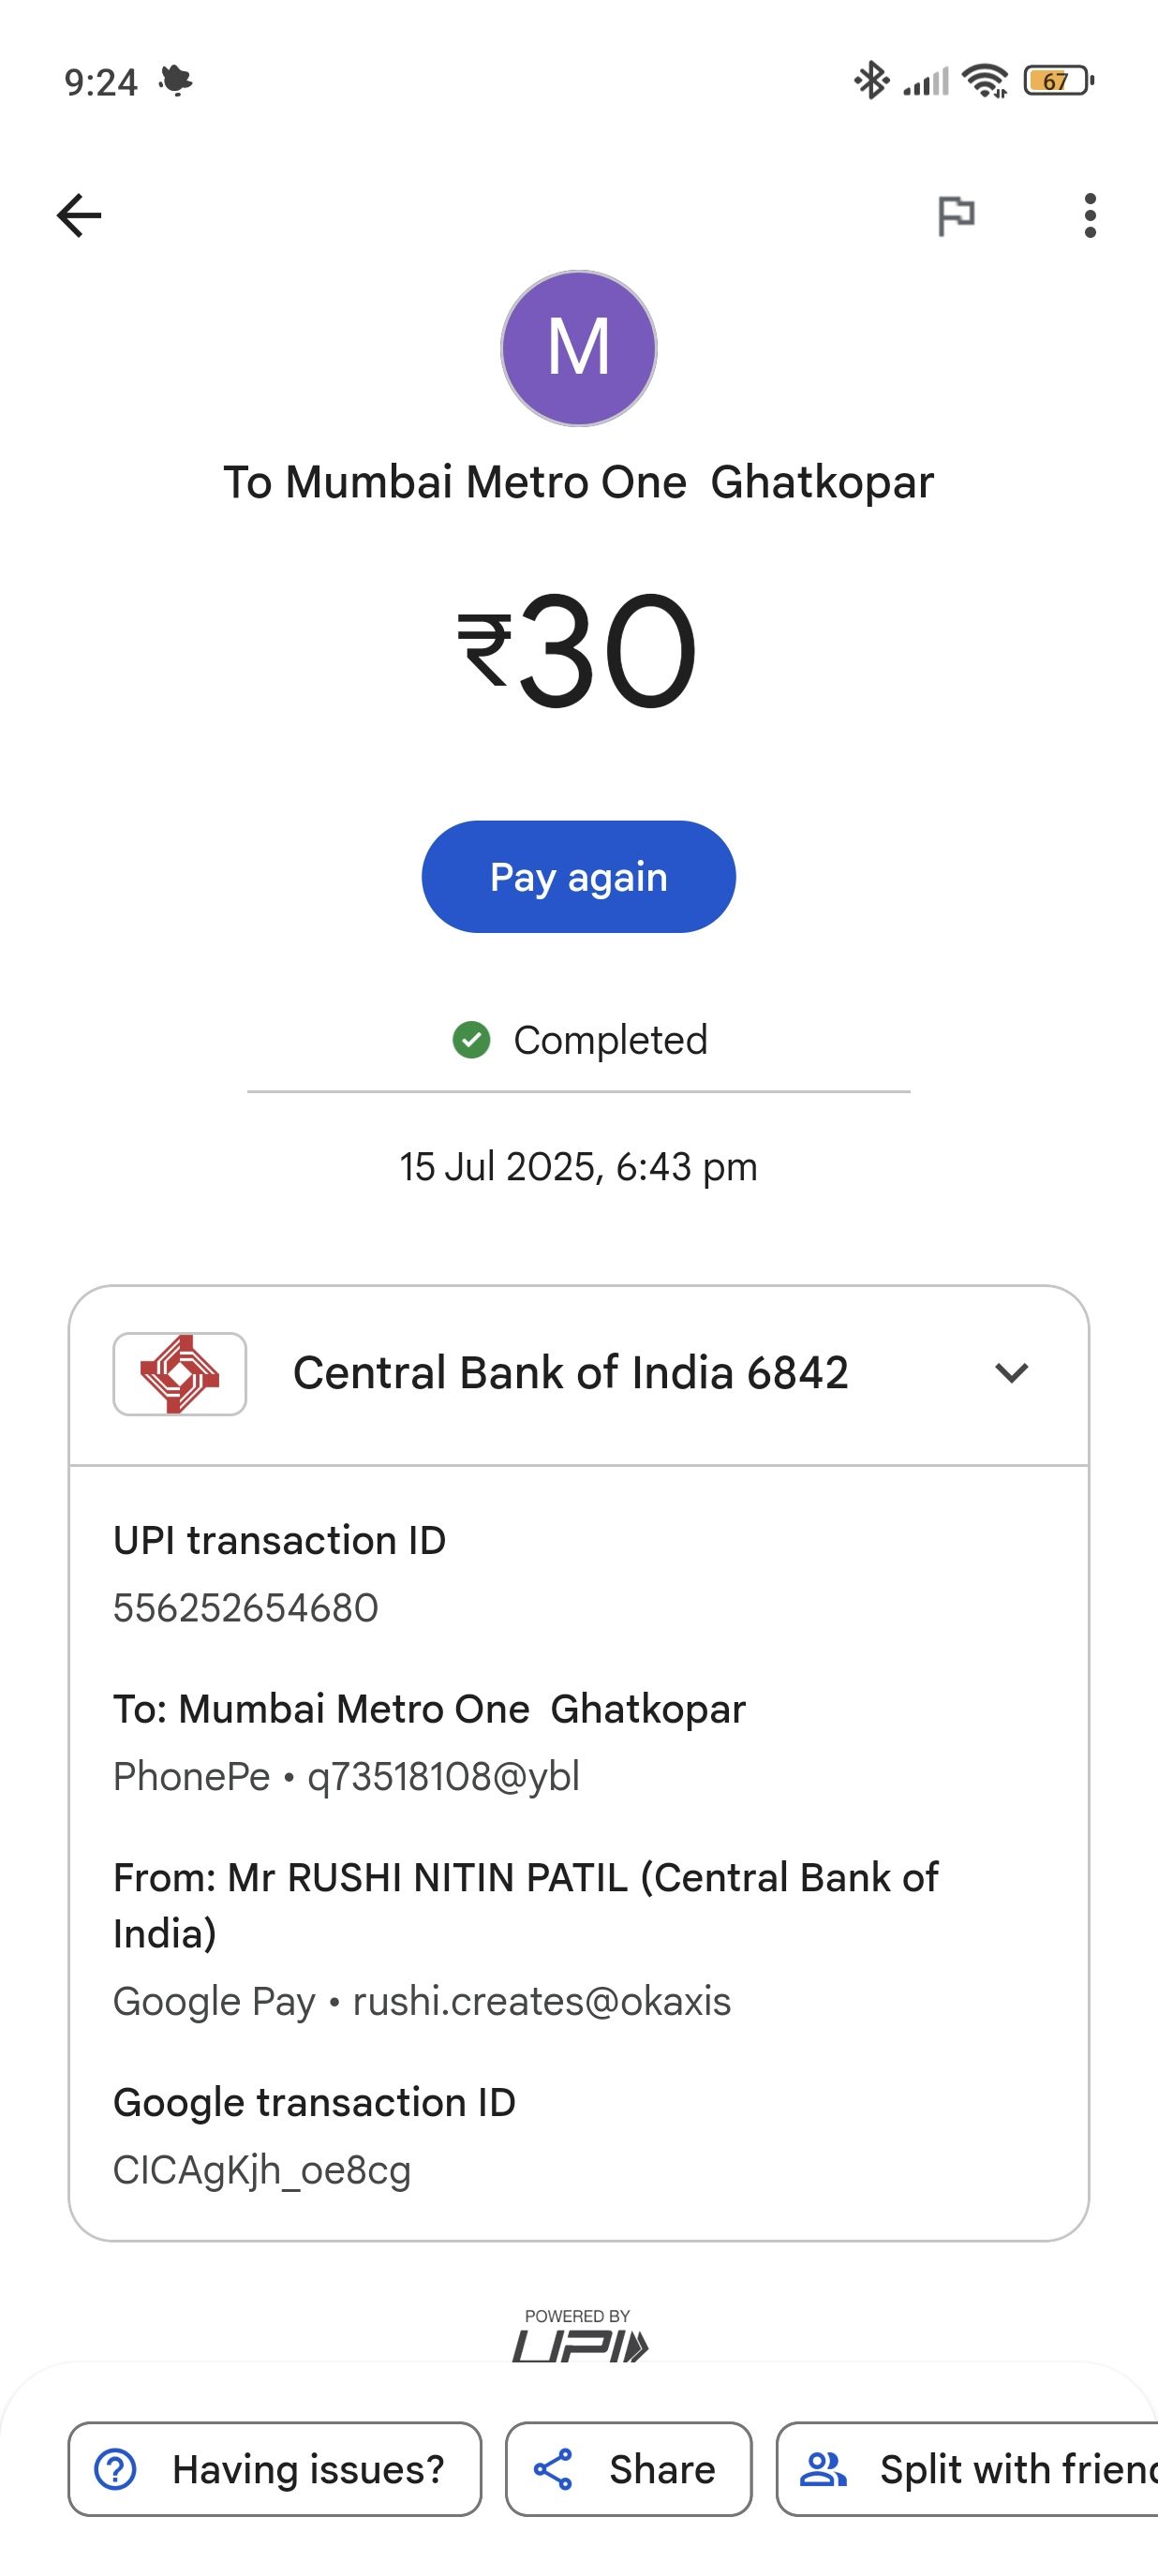 9:24
67
M
To Mumbai Metro One  Ghatkopar
₹30
Pay again
Completed
15 Jul 2025, 6:43 pm
Central Bank of India 6842
UPI transaction ID
556252654680
To: Mumbai Metro One  Ghatkopar
PhonePe • q73518108@ybl
From: Mr RUSHI NITIN PATIL (Central Bank of
India)
Google Pay • rushi.creates@okaxis
Google transaction ID
CICAgKjh_oe8cg
POWERED BY
UPI
Having issues?
Share
Split with frien